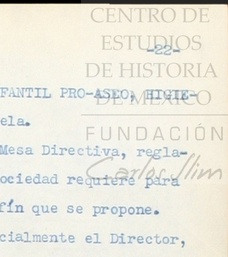 CENTRO DE
ESTUDIOS
-22-
DE HISTORIA
FANTIL PRO-ASEO, HIGIE-
DE MÉXICO
ela.
FUNDACIÓN
Mesa Directiva, regla-
Carlos Slim
ociedad requiere para
fín que se propone.
cialmente el Director,